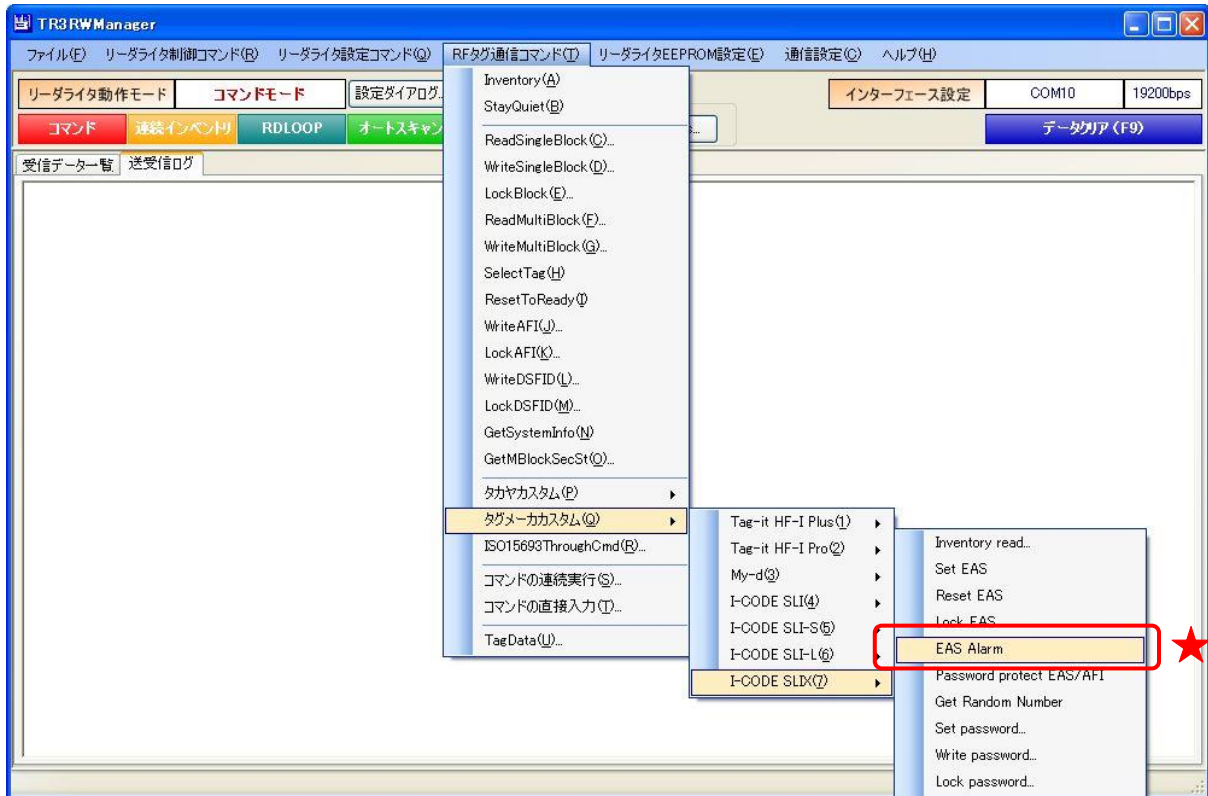 TR3RWManager
ファイル(F) リーダライタ制御コマンド(R) リーダライタ設定コマンド(Q) RFタグ通信コマンド(T) リーダライタEEPROM設定(E) 通信設定(C) ヘルプ(H)
リーダライタ動作モード コマンドモード 設定ダイアログ インターフェース設定 COM10 19200bps
コマンド 連続インベントリ RDLOOP オートスキャン データクリア(F9)
受信データ一覧 送受信ログ
Inventory(A)
StayQuiet(B)
ReadSingleBlock(C)...
WriteSingleBlock(D)...
LockBlock(E)...
ReadMultiBlock(F)...
WriteMultiBlock(G)...
SelectTag(H)
ResetToReady(I)
WriteAFI(J)...
LockAFI(K)...
WriteDSFID(L)...
LockDSFID(M)...
GetSystemInfo(N)
GetMBlockSecSt(O)...
タカヤカスタム(P)
タグメーカカスタム(Q)
ISO15693ThroughCmd(R)...
コマンドの連続実行(S)...
コマンドの直接入力(T)...
TagData(U)...
Tag-it HF-I Plus(1)
Tag-it HF-I Pro(2)
My-d(3)
I-CODE SLI(4)
I-CODE SLI-S(5)
I-CODE SLI-L(6)
I-CODE SLIX(7)
Inventory read...
Set EAS
Reset EAS
Lock EAS
EAS Alarm
Password protect EAS/AFI
Get Random Number
Set password...
Write password...
Lock password...